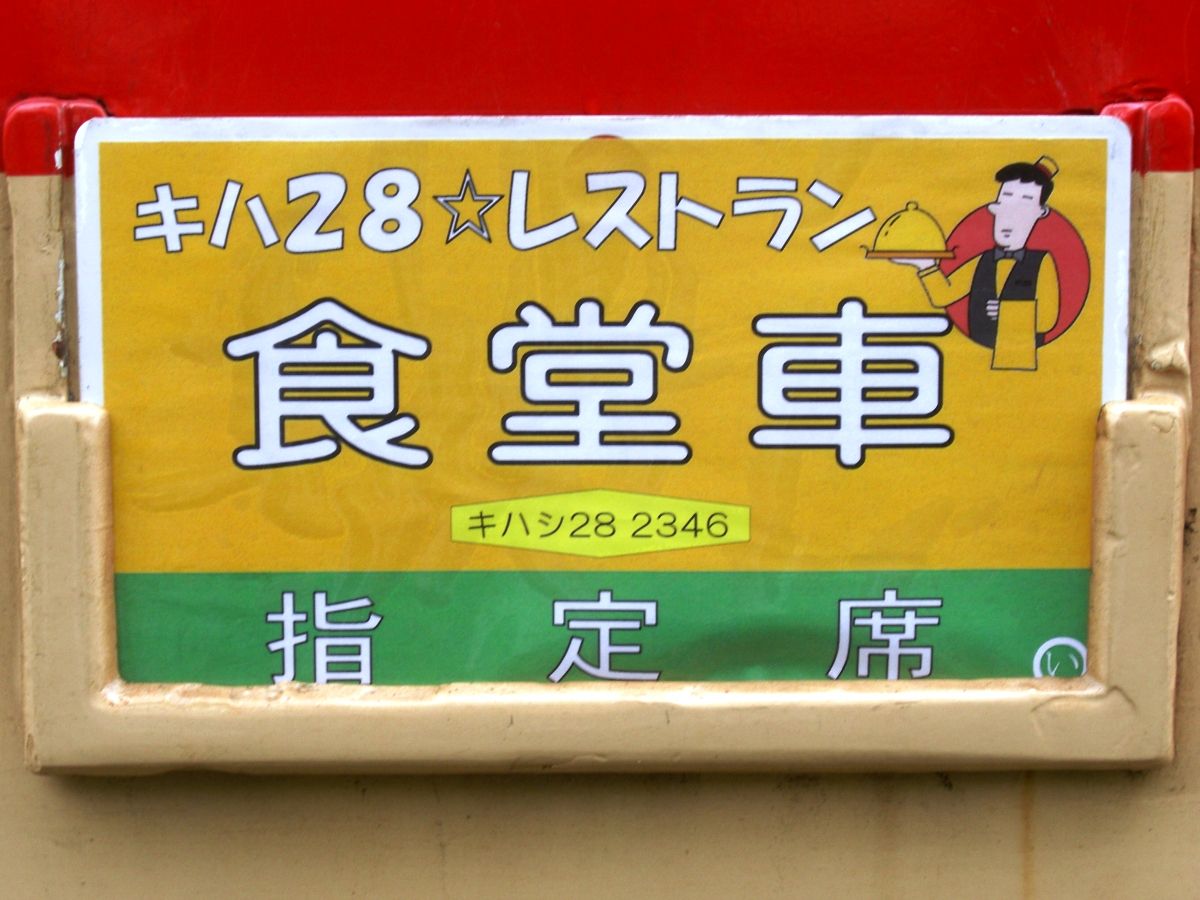 キハ28☆レストラン
食堂車
キハシ28 2346
指定席
い